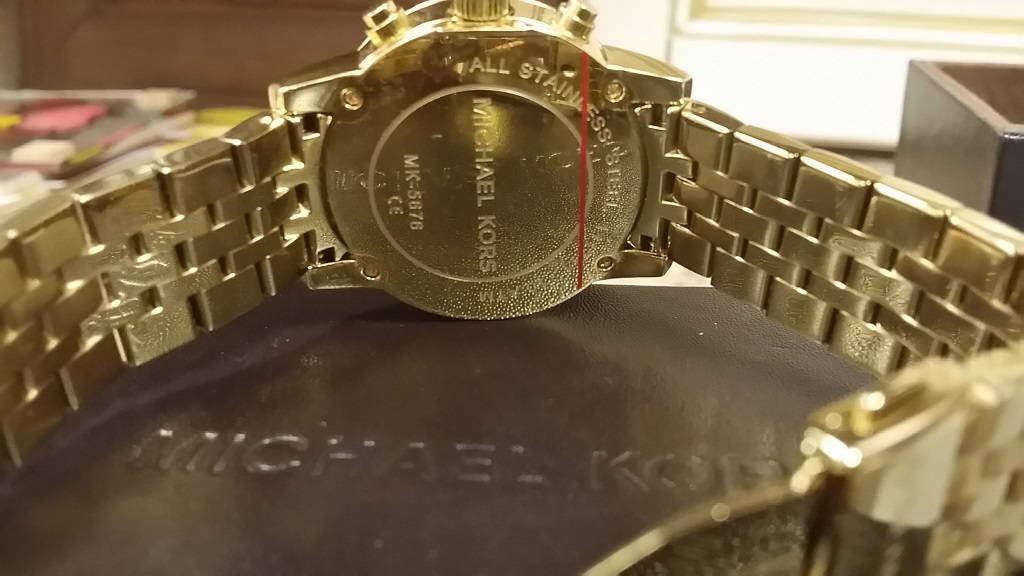 ALL STAINLESS STEEL
MICHAEL KORS
MK-5676
CE
MICHAEL KORS